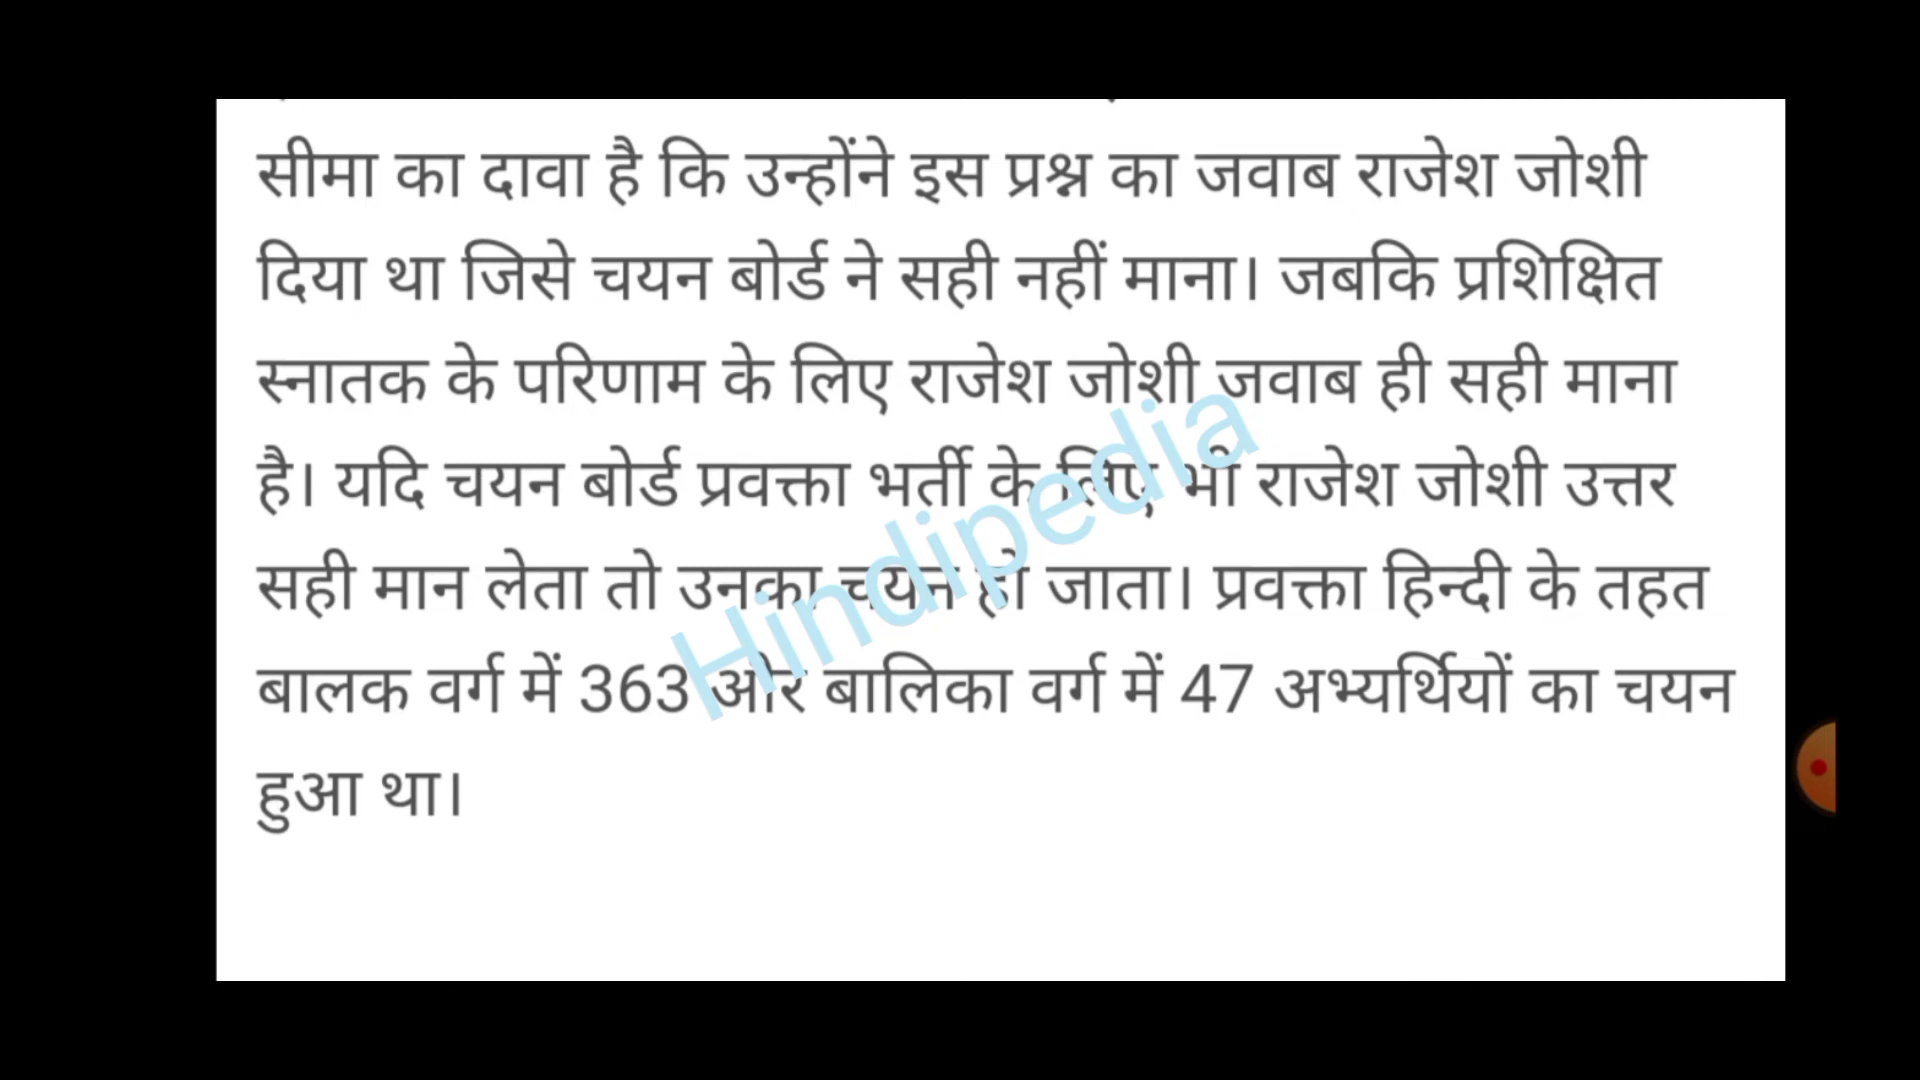 सीमा का दावा है कि उन्होंने इस प्रश्न का जवाब राजेश जोशी
दिया था जिसे चयन बोर्ड ने सही नहीं माना। जबकि प्रशिक्षित
स्नातक के परिणाम के लिए राजेश जोशी जवाब ही सही माना
है। यदि चयन बोर्ड प्रवक्ता भर्ती के लिए भी राजेश जोशी उत्तर
सही मान लेता तो उनका चयन हो जाता। प्रवक्ता हिन्दी के तहत
बालक वर्ग में 363 और बालिका वर्ग में 47 अभ्यर्थियों का चयन
हुआ था।
Hindipedia